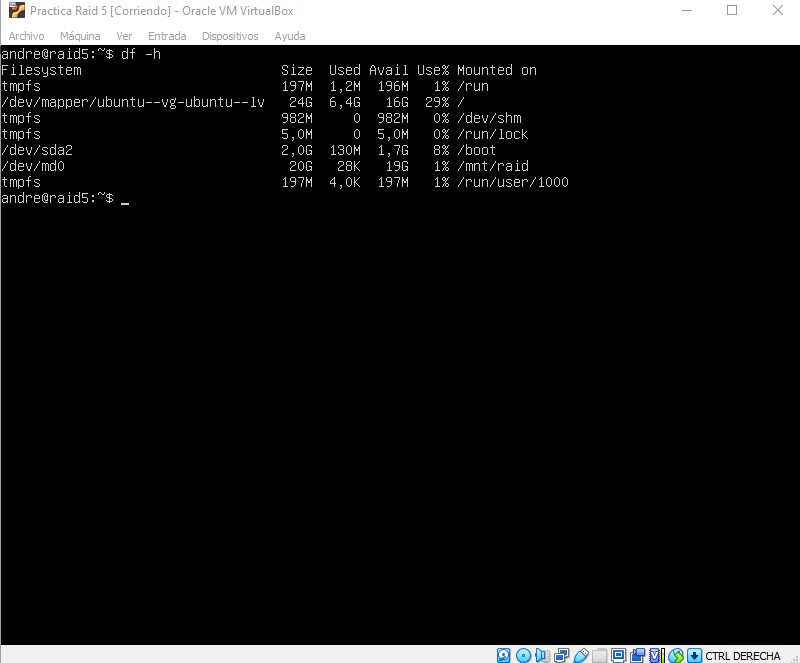 Practica Raid 5 [Corriendo] - Oracle VM VirtualBox
Archivo Máquina Ver Entrada Dispositivos Ayuda
andre@raid5:~$ df -h
Filesystem Size Used Avail Use% Mounted on
tmpfs 197M 1,2M 196M 1% /run
/dev/mapper/ubuntu--vg-ubuntu--lv 24G 6,4G 16G 29% /
tmpfs 982M 0 982M 0% /dev/shm
tmpfs 5,0M 0 5,0M 0% /run/lock
/dev/sda2 2,0G 130M 1,7G 8% /boot
/dev/md0 20G 28K 19G 1% /mnt/raid
tmpfs 197M 4,0K 197M 1% /run/user/1000
andre@raid5:~$ _
CTRL DERECHA